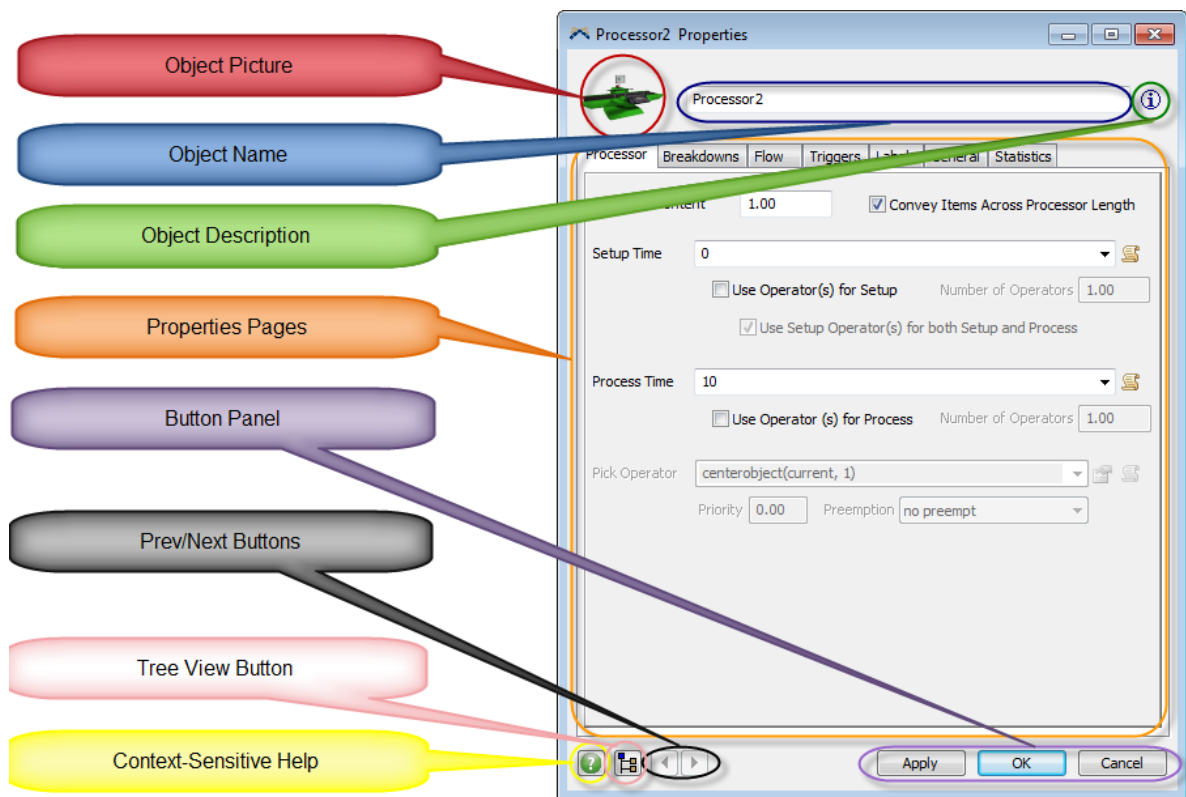 Processor2 Properties
Object Picture
Processor2
Object Name
Processor Breakdowns Flow Triggers General Statistics
1.00 Convey Items Across Processor Length
Object Description
Setup Time 0
Use Operator(s) for Setup Number of Operators 1.00
Properties Pages
Use Setup Operator(s) for both Setup and Process
Process Time 10
Button Panel
Use Operator (s) for Process Number of Operators 1.00
Pick Operator centerobject(current, 1)
Priority 0.00 Preemption no preempt
Prev/Next Buttons
Tree View Button
Context-Sensitive Help
Apply OK Cancel